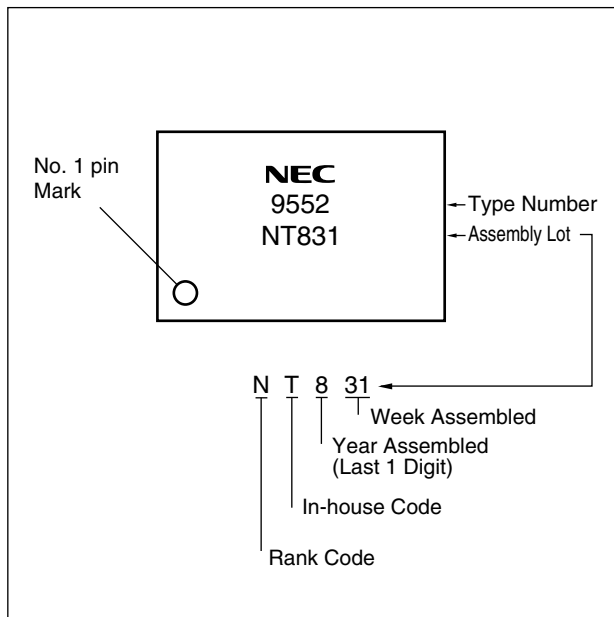 No. 1 pin
Mark
NEC
9552
NT831
Type Number
Assembly Lot
N T 8 31
Week Assembled
Year Assembled
(Last 1 Digit)
In-house Code
Rank Code